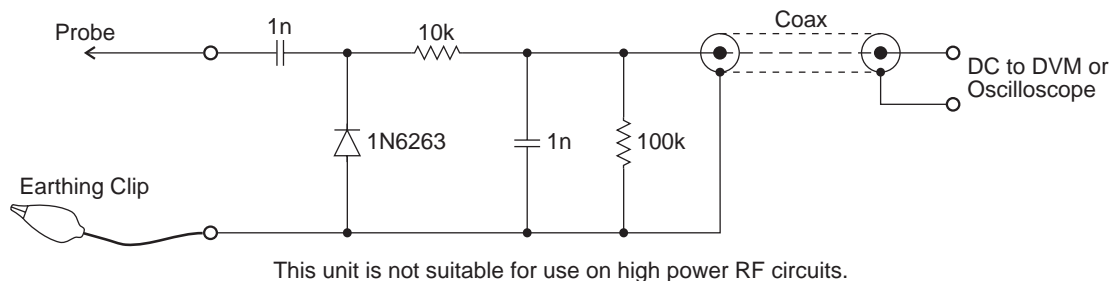 Probe
1n
10k
Coax
DC to DVM or
Oscilloscope
1N6263
1n
100k
Earthing Clip
This unit is not suitable for use on high power RF circuits.